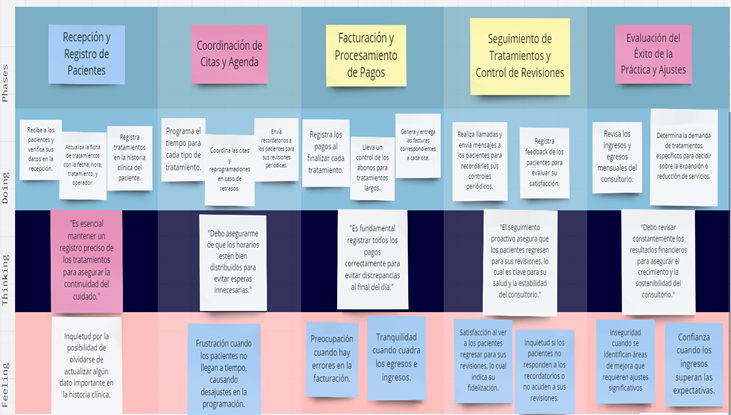 Phases
Recepción y
Registro de
Pacientes
Coordinación de
Citas y Agenda
Facturación y
Procesamiento
de Pagos
Seguimiento de
Tratamientos y
Control de Revisiones
Evaluación del
Éxito de la
Práctica y Ajustes
Doing
Recibe a los
pacientes y
verifica sus
datos en la
recepción.
Actualiza la ficha
de tratamientos
con la fecha, hora,
tratamiento, y
operador.
Registra
tratamientos
en la historia
clínica del
paciente.
Programa el
tiempo para
cada tipo de
tratamiento.
Coordina las citas
y
reprogramaciones
en caso de
retrasos.
Envía
recordatorios a
los pacientes para
sus revisiones
periódicas.
Registra los
pagos al
finalizar cada
tratamiento.
Lleva un
control de los
abonos para
tratamientos
largos.
Genera y entrega
las facturas
correspondientes
a cada cita.
Realiza llamadas y
envía mensajes a
los pacientes para
recordarles sus
controles
periódicos.
Registra
feedback de los
pacientes para
evaluar su
satisfacción.
Revisa los
ingresos y
egresos
mensuales del
consultorio.
Determina la demanda
de tratamientos
específicos para decidir
sobre la expansión o
reducción de servicios.
Thinking
"Es esencial
mantener un
registro preciso de
los tratamientos
para asegurar la
continuidad del
cuidado."
"Debo asegurarme
de que los horarios
estén bien
distribuidos para
evitar esperas
innecesarias."
"Es fundamental
registrar todos los
pagos
correctamente para
evitar discrepancias
al final del día."
"El seguimiento
proactivo asegura que
los pacientes regresen
para sus revisiones, lo
cual es clave para su
salud y la estabilidad
del consultorio."
"Debo revisar
constantemente los
resultados financieros
para asegurar el
crecimiento y la
sostenibilidad del
consultorio."
Feeling
Inquietud por la
posibilidad de
olvidarse de
actualizar algún
dato importante en
la historia clínica.
Frustración cuando
los pacientes no
llegan a tiempo,
causando
desajustes en la
programación.
Preocupación
cuando hay
errores en la
facturación.
Tranquilidad
cuando cuadra
los egresos e
ingresos.
Satisfacción al ver
a los pacientes
regresar para sus
revisiones, lo cual
indica su
fidelización.
Inquietud si los
pacientes no
responden a los
recordatorios o
no acuden a sus
revisiones.
Inseguridad
cuando se
identifican áreas
de mejora que
requieren ajustes
significativos
Confianza
cuando los
ingresos
superan las
expectativas.